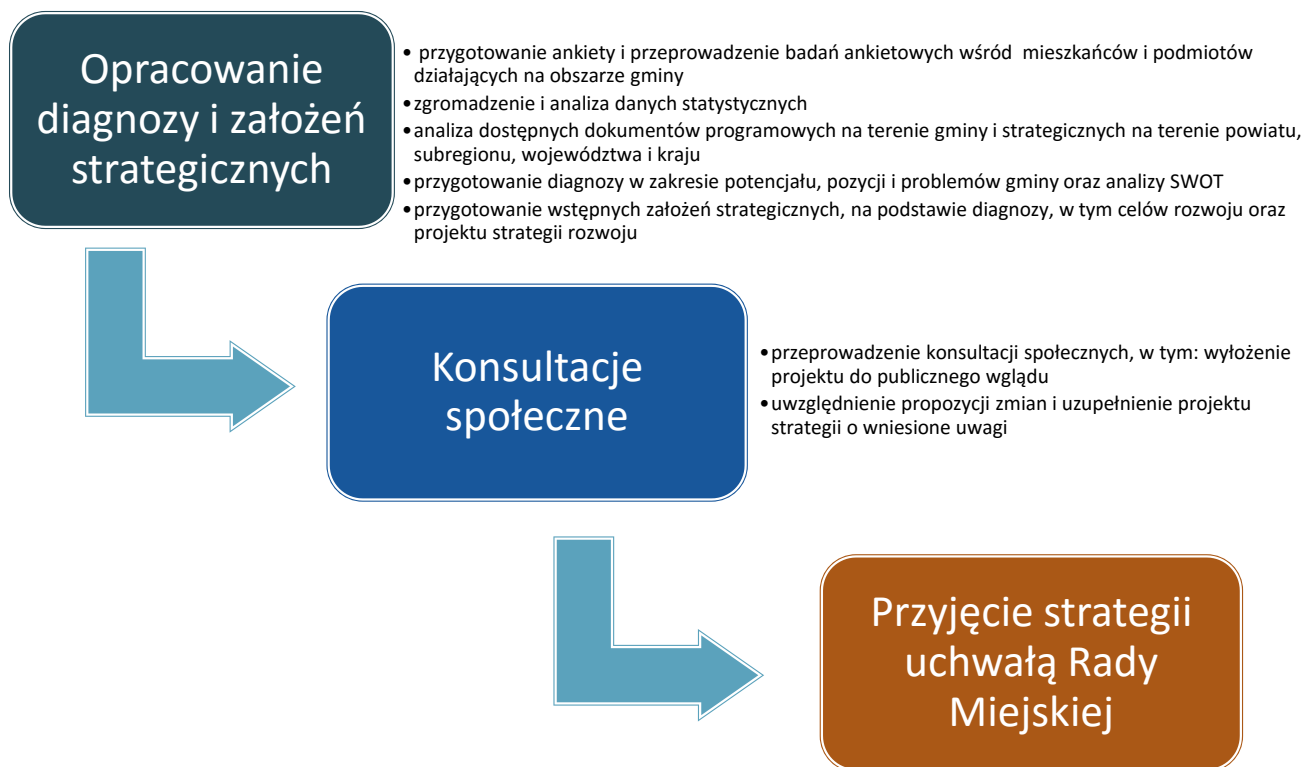 Opracowanie
diagnozy i założeń
strategicznych
• przygotowanie ankiety i przeprowadzenie badań ankietowych wśród mieszkańców i podmiotów
działających na obszarze gminy
•zgromadzenie i analiza danych statystycznych
•analiza dostępnych dokumentów programowych na terenie gminy i strategicznych na terenie powiatu,
subregionu, województwa i kraju
•przygotowanie diagnozy w zakresie potencjału, pozycji i problemów gminy oraz analizy SWOT
•przygotowanie wstępnych założeń strategicznych, na podstawie diagnozy, w tym celów rozwoju oraz
projektu strategii rozwoju
Konsultacje
społeczne
•przeprowadzenie konsultacji społecznych, w tym: wyłożenie
projektu do publicznego wglądu
•uwzględnienie propozycji zmian i uzupełnienie projektu
strategii o wniesione uwagi
Przyjęcie strategii
uchwałą Rady
Miejskiej